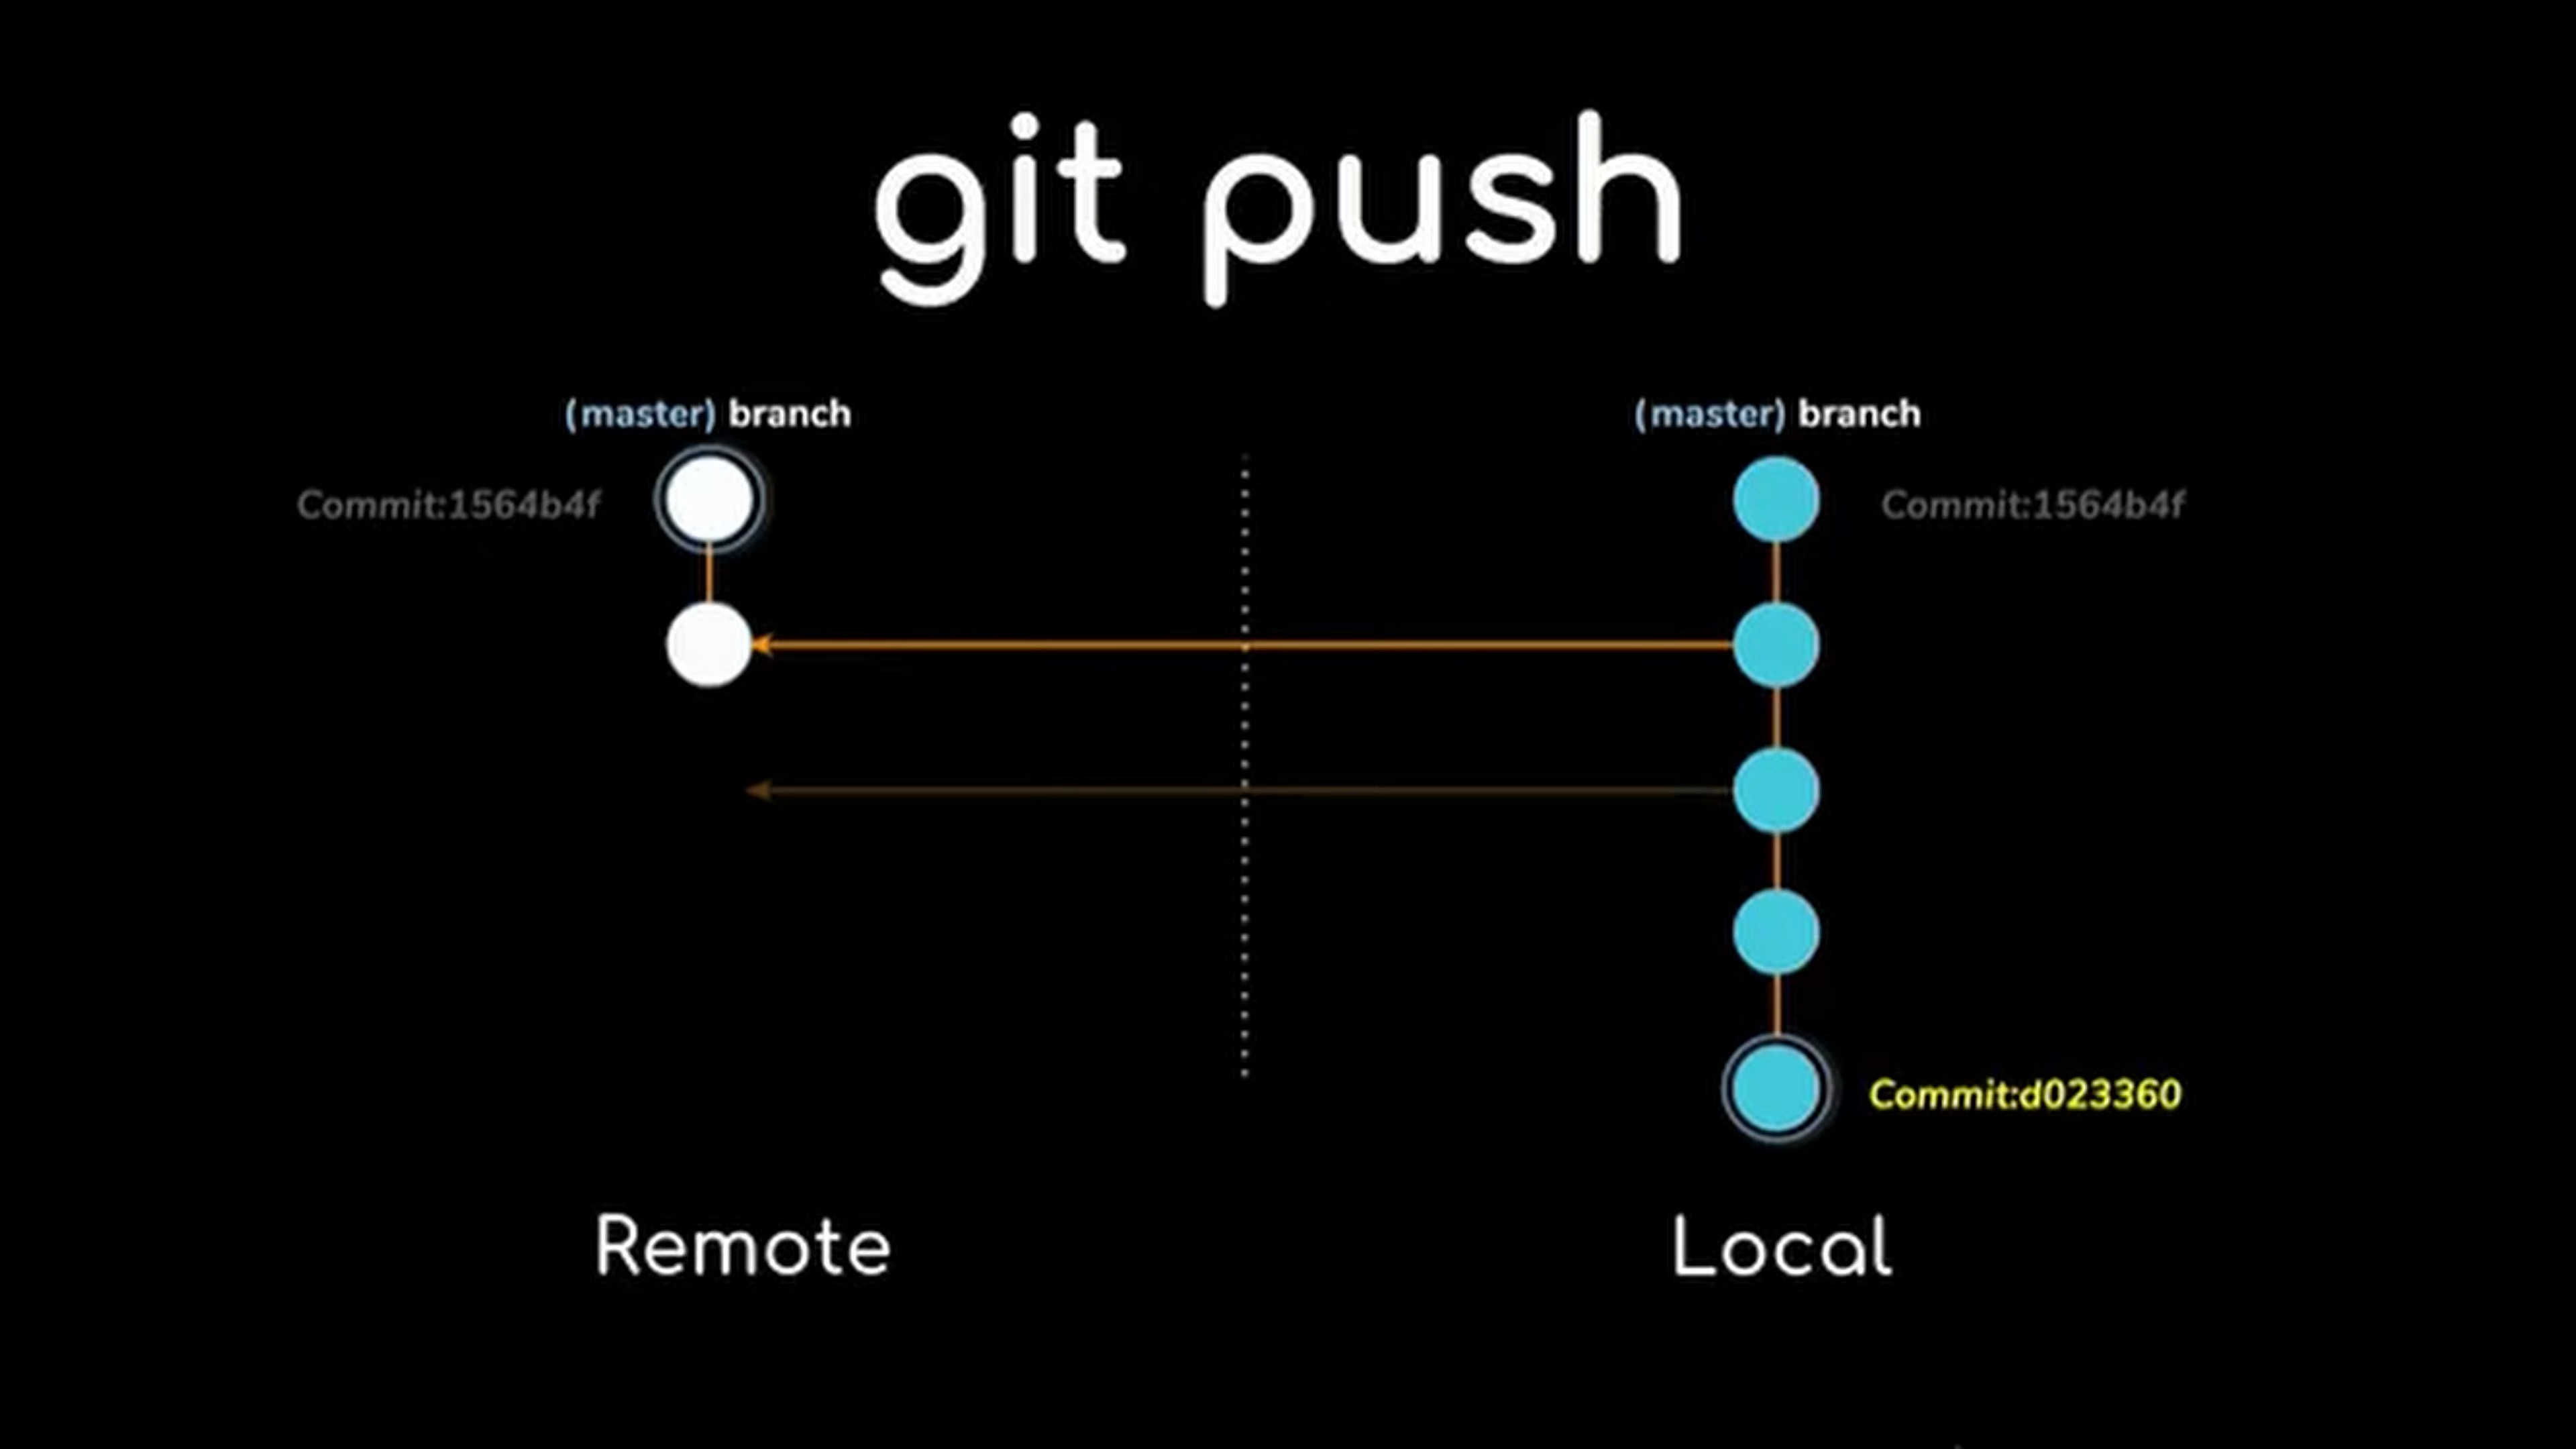 git push
(master) branch
(master) branch
Commit:1564b4f
Commit:1564b4f
Commit:d023360
Remote
Local